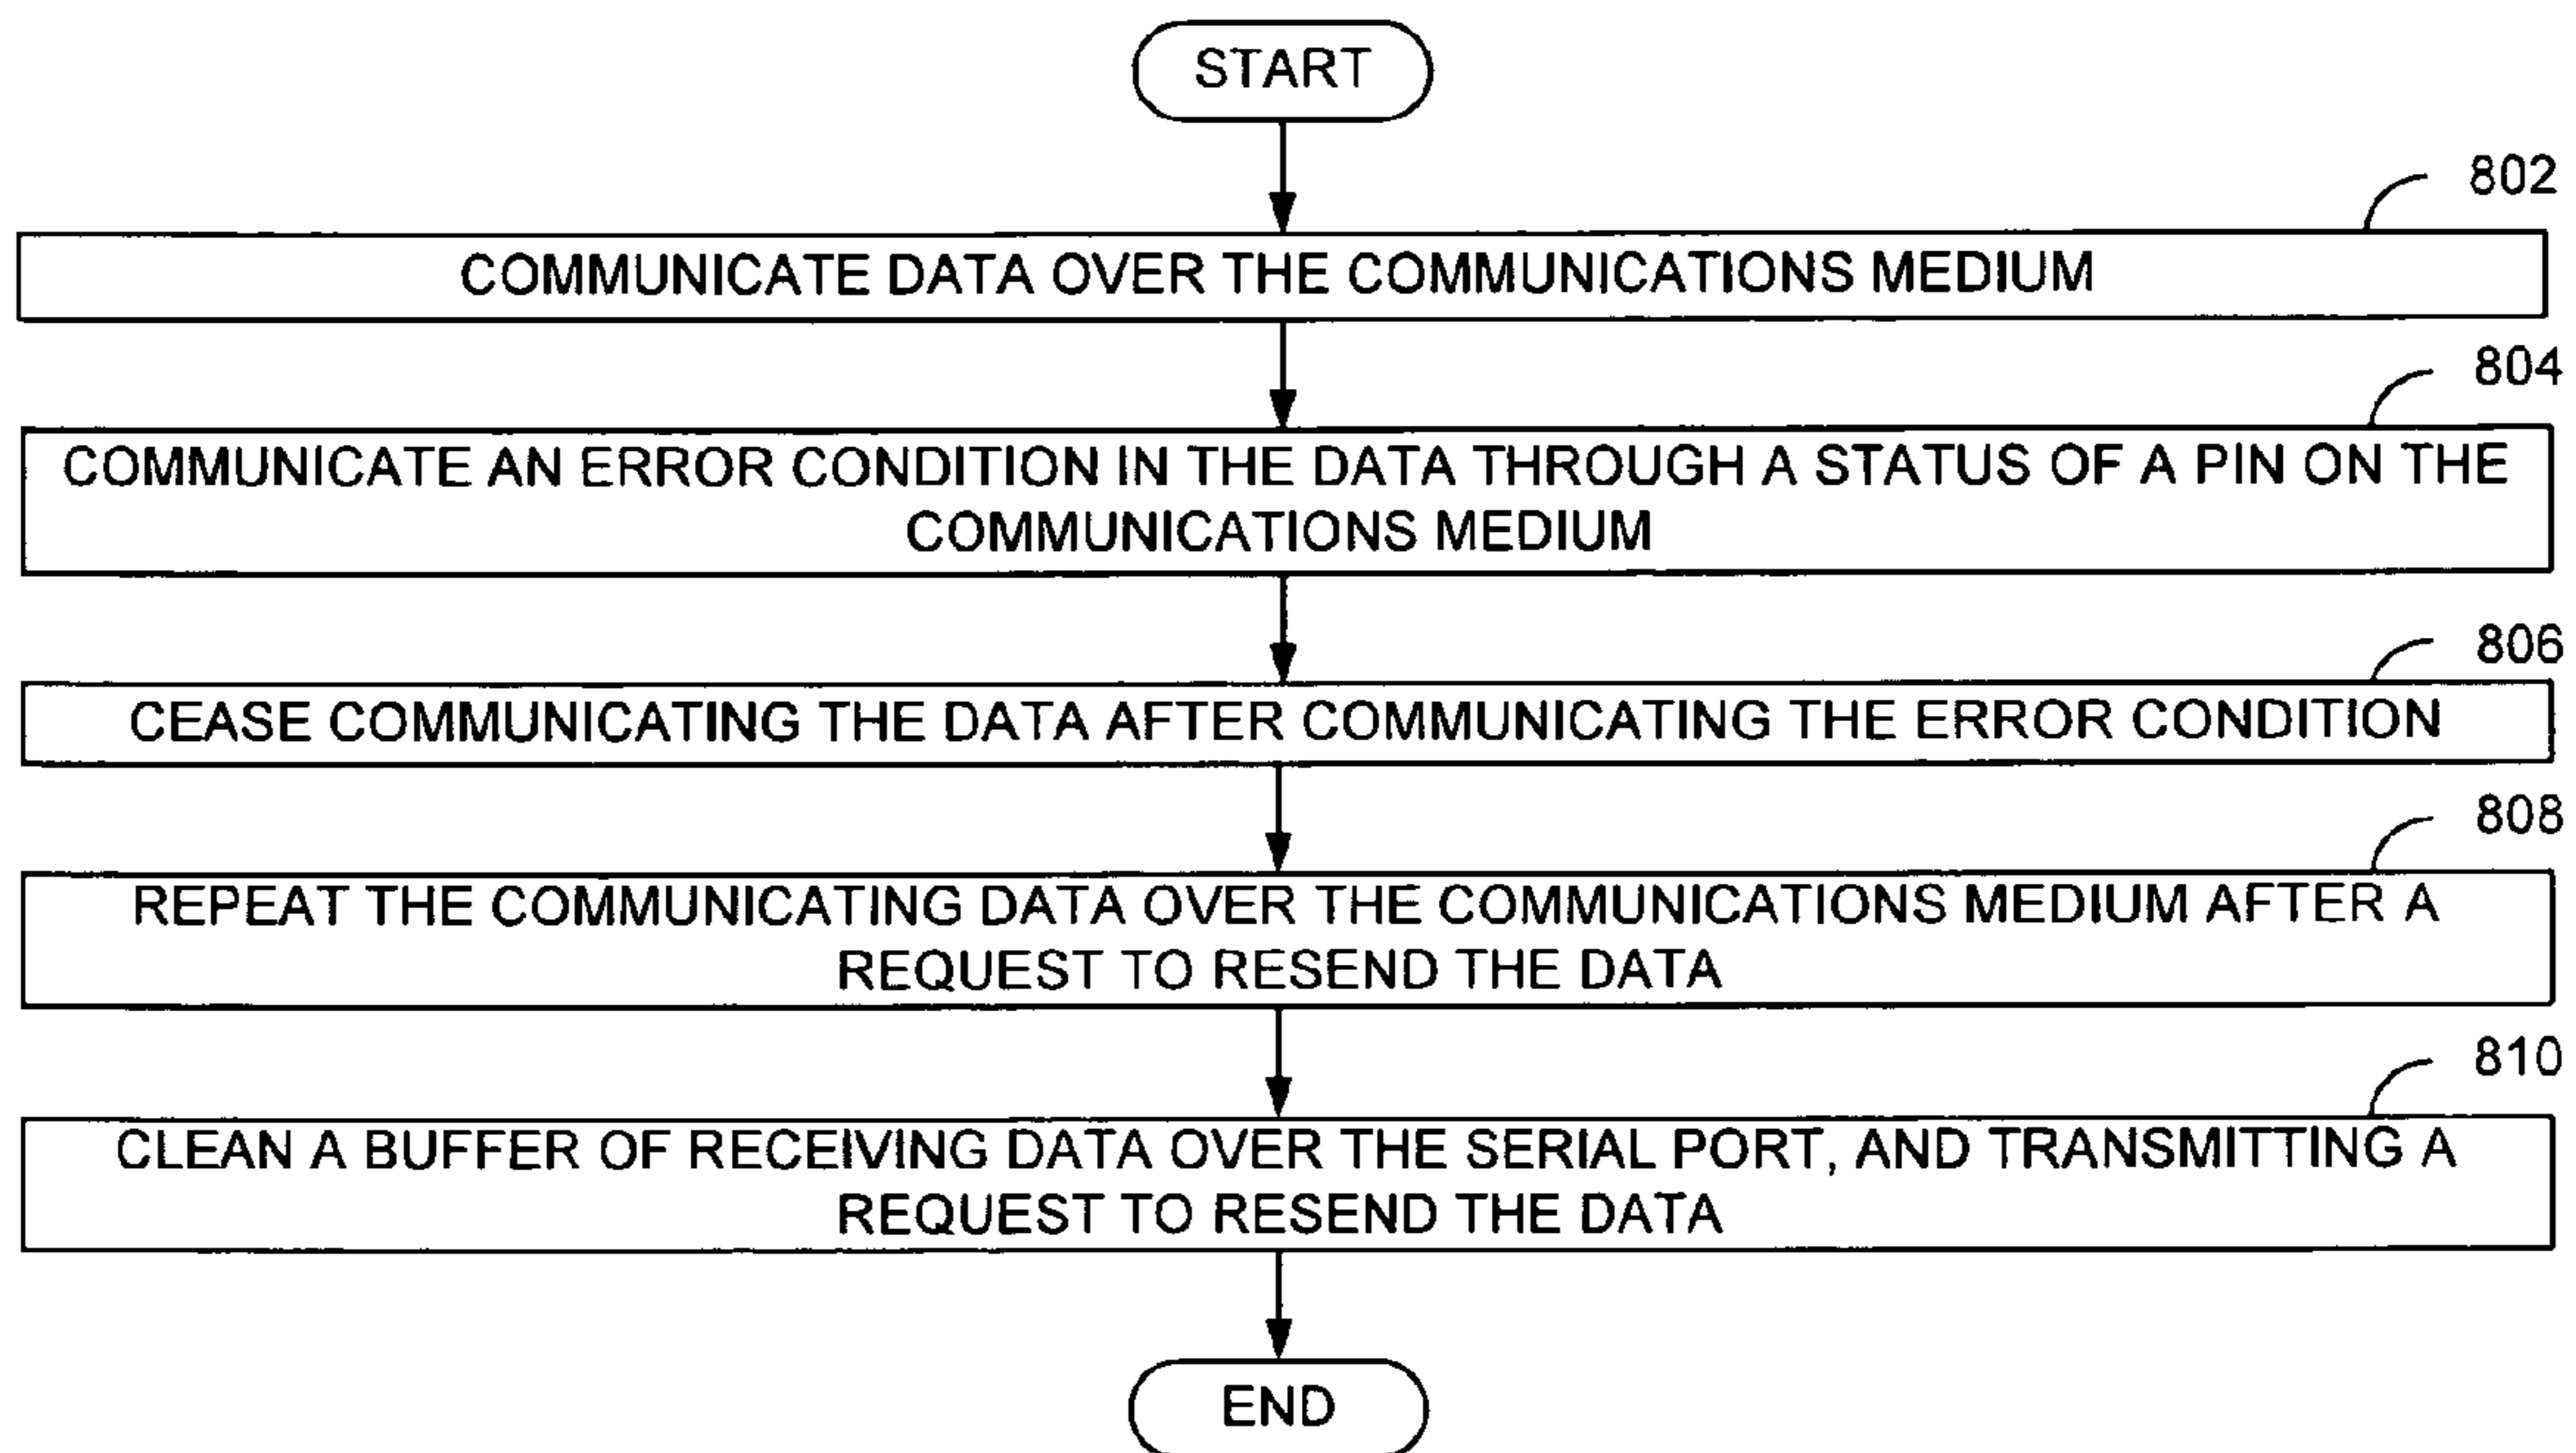 START
802
COMMUNICATE DATA OVER THE COMMUNICATIONS MEDIUM
804
COMMUNICATE AN ERROR CONDITION IN THE DATA THROUGH A STATUS OF A PIN ON THE
COMMUNICATIONS MEDIUM
806
CEASE COMMUNICATING THE DATA AFTER COMMUNICATING THE ERROR CONDITION
808
REPEAT THE COMMUNICATING DATA OVER THE COMMUNICATIONS MEDIUM AFTER A
REQUEST TO RESEND THE DATA
810
CLEAN A BUFFER OF RECEIVING DATA OVER THE SERIAL PORT, AND TRANSMITTING A
REQUEST TO RESEND THE DATA
END